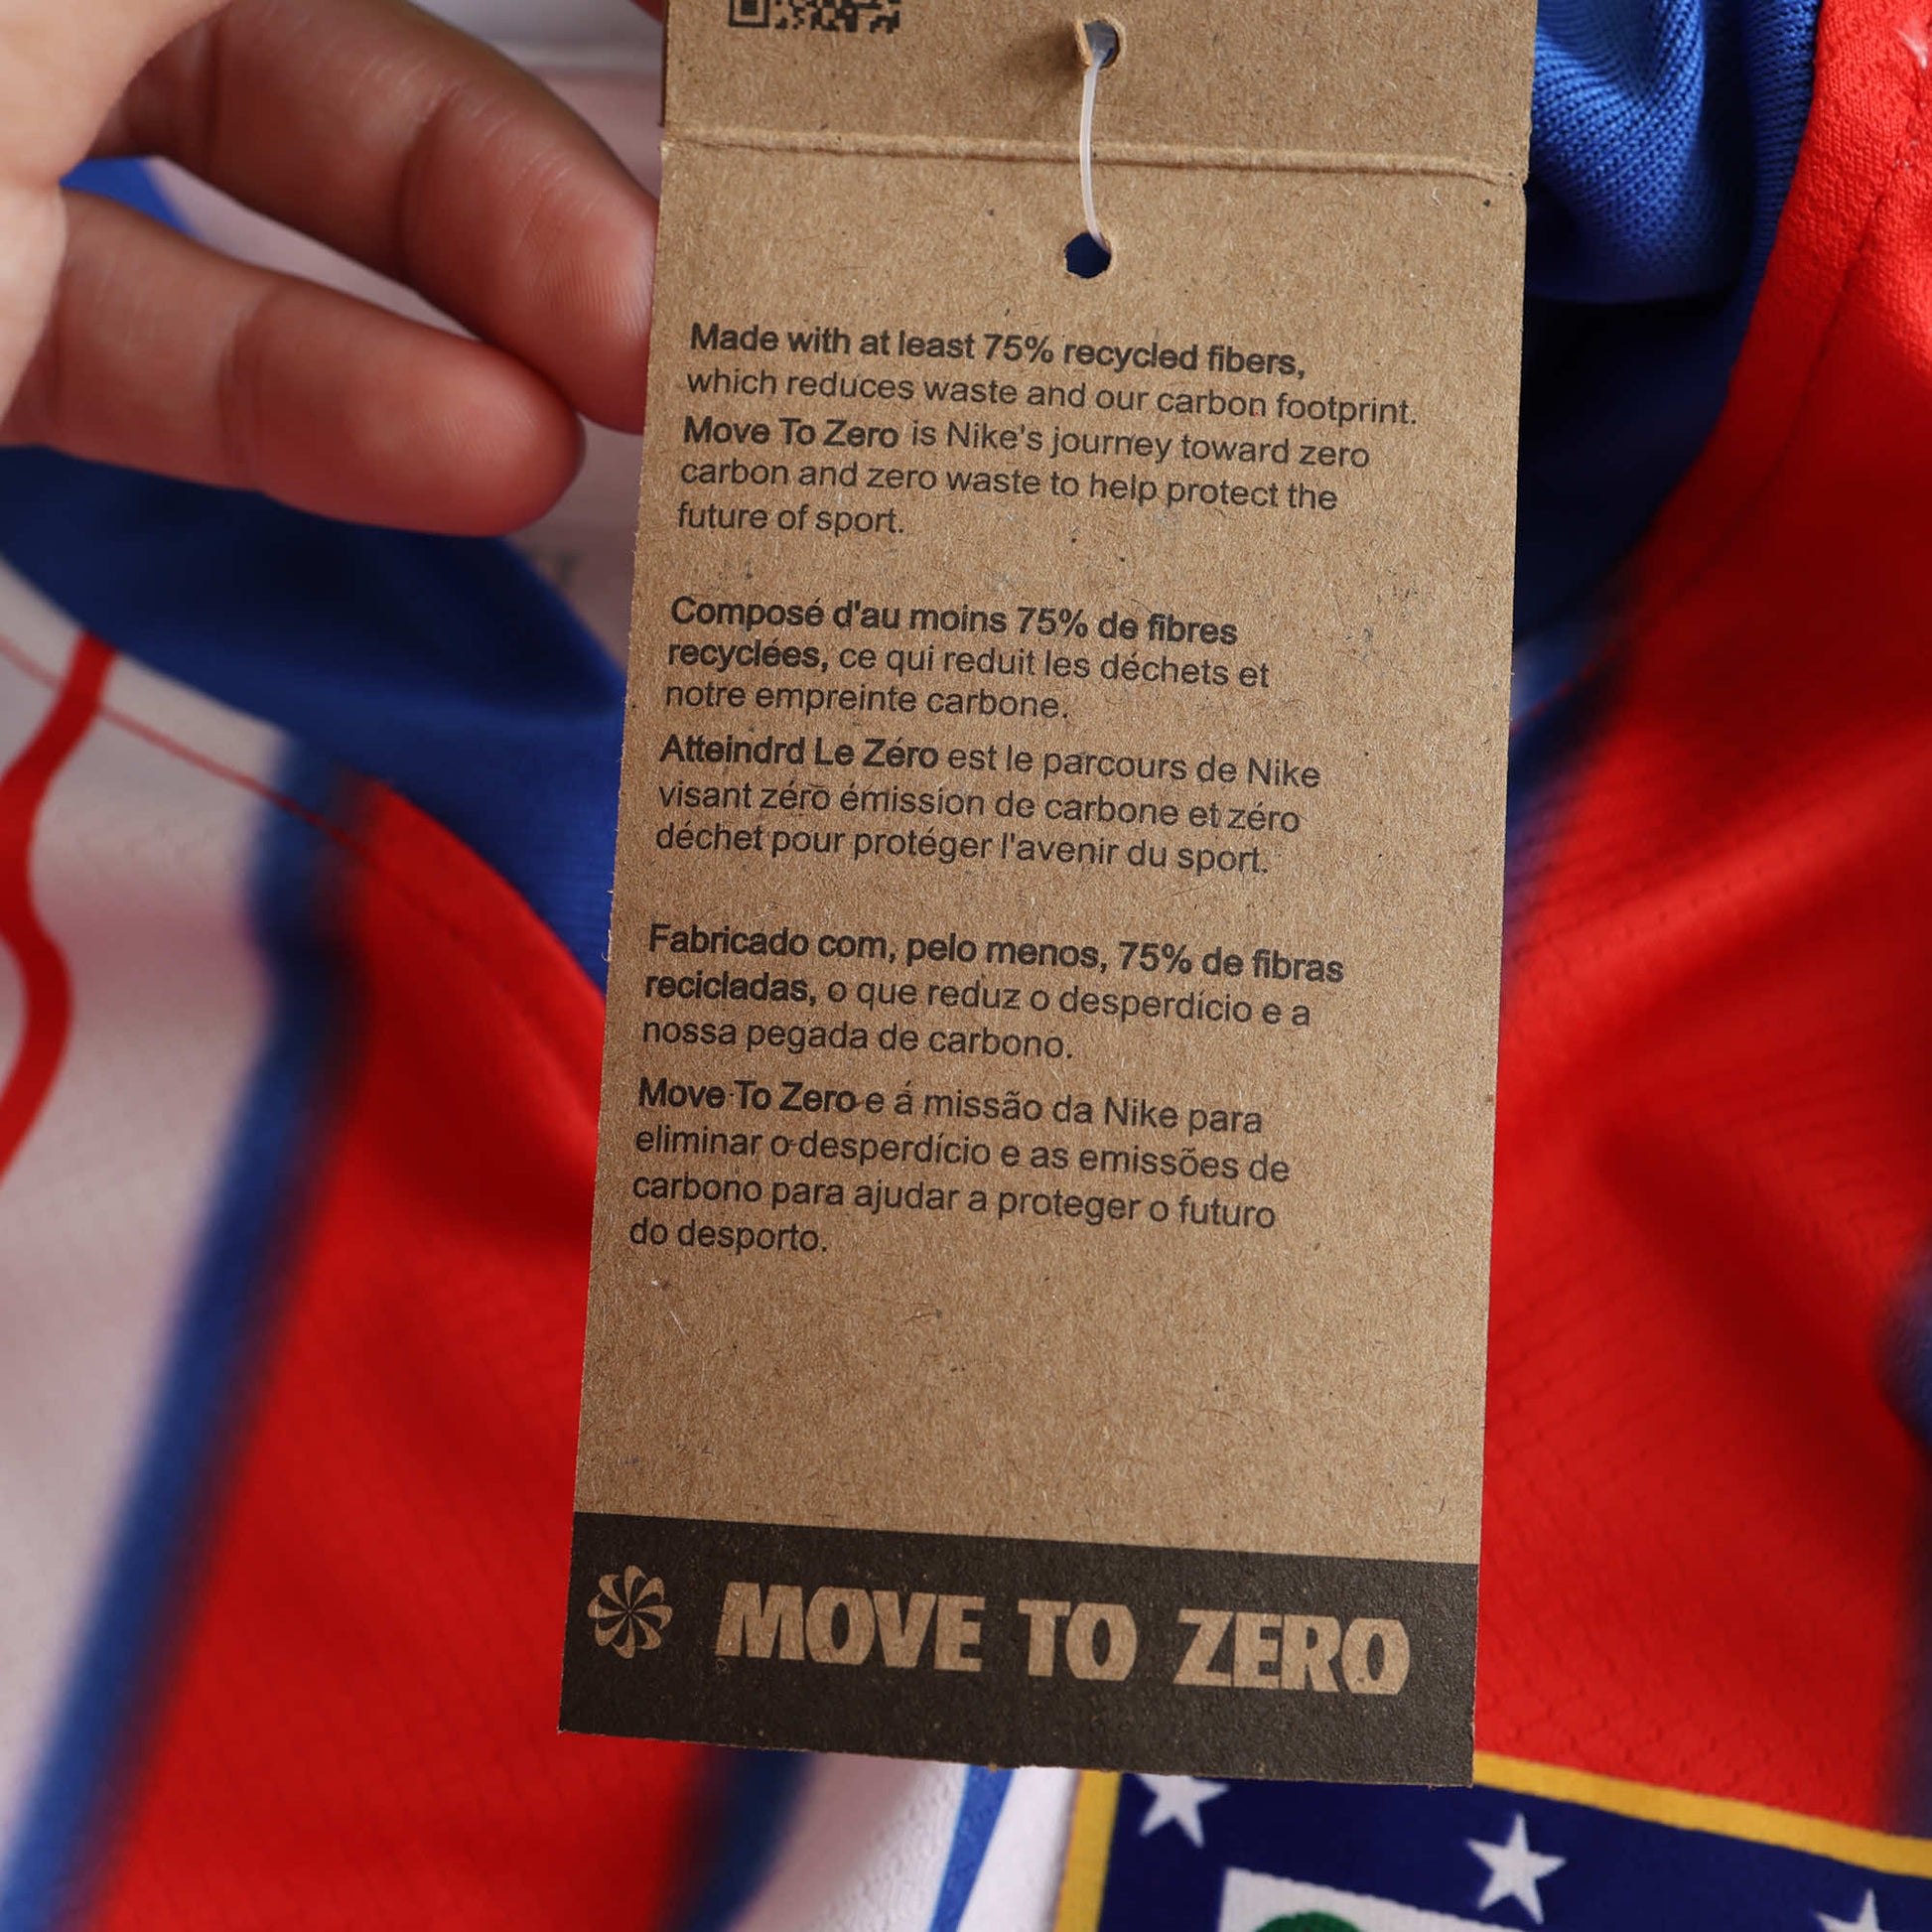 Made with at least 75% recycled fibers,
which reduces waste and our carbon footprint.
Move To Zero is Nike's journey toward zero
carbon and zero waste to help protect the
future of sport.
Composé d'au moins 75% de fibres
recyclées, ce qui reduit les déchets et
notre empreinte carbone.
Atteindrd Le Zéro est le parcours de Nike
visant zéro émission de carbone et zéro
déchet pour protéger l'avenir du sport.
Fabricado com, pelo menos, 75% de fibras
recicladas, o que reduz o desperdício e a
nossa pegada de carbono.
Move To Zero e á missão da Nike para
eliminar o desperdício e as emissões de
carbono para ajudar a proteger o futuro
do desporto.
MOVE TO ZERO